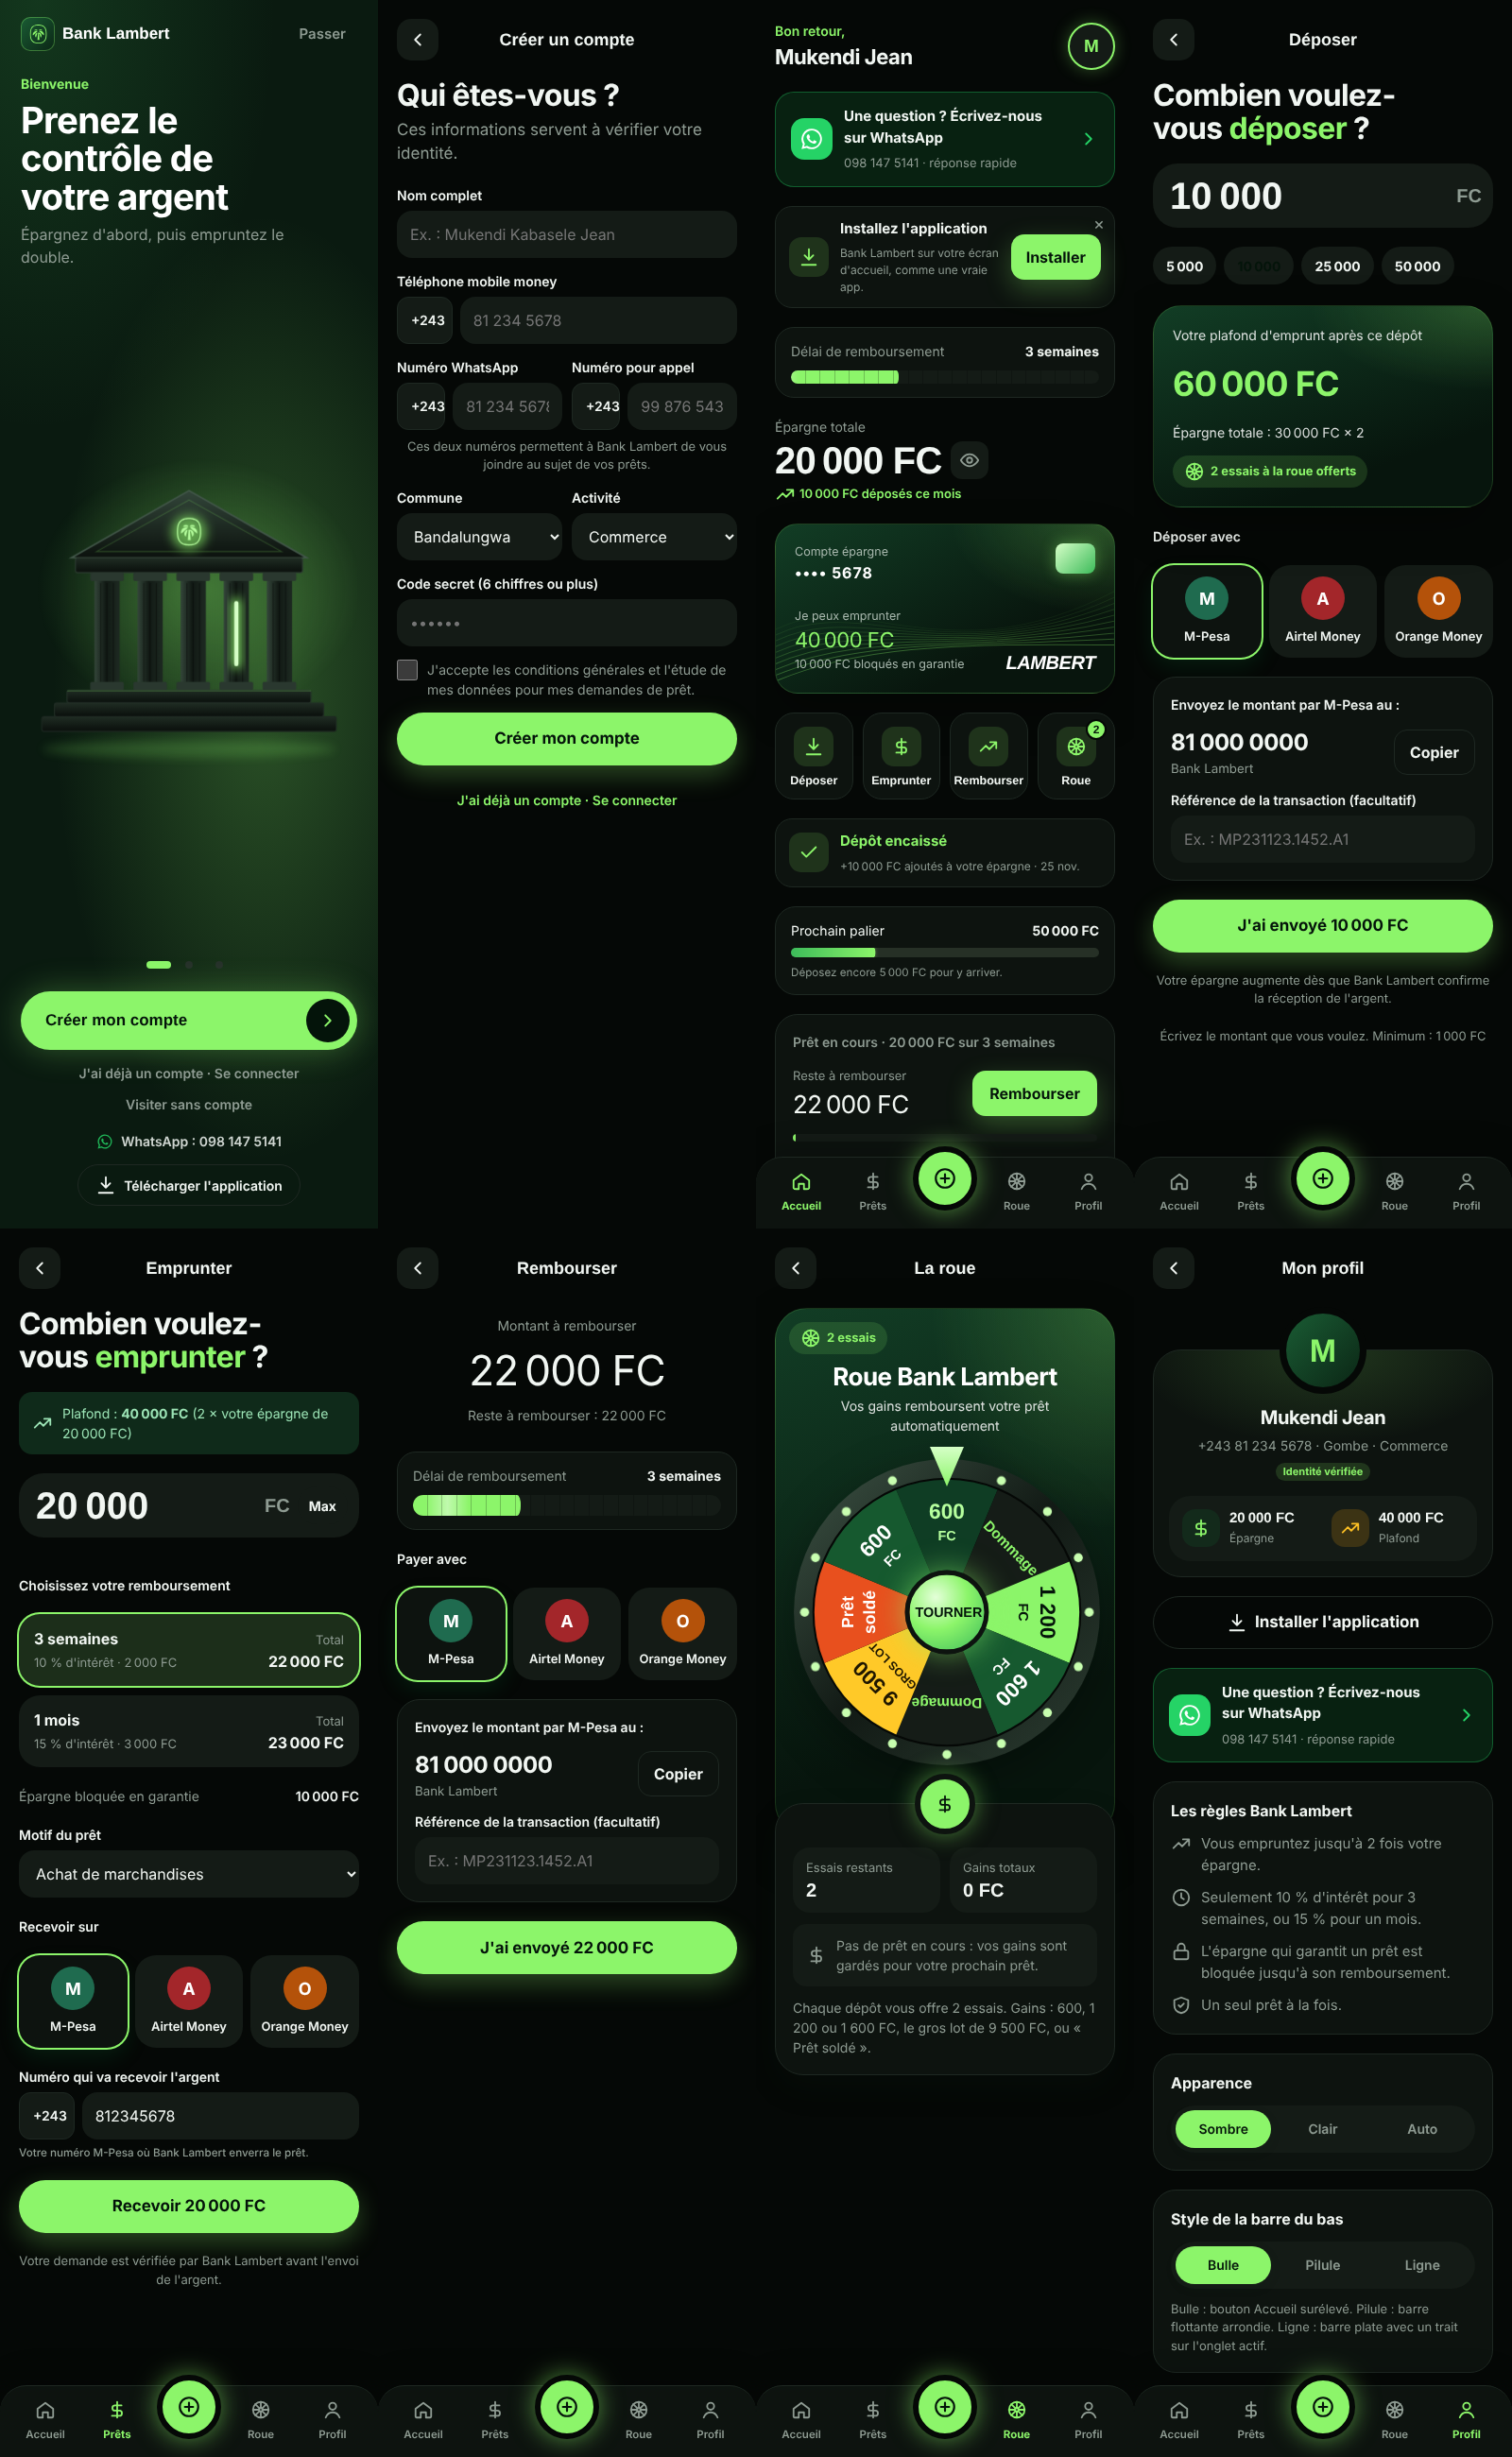 Bank Lambert
Passer
Bienvenue
Prenez le
contrôle de
votre argent
Épargnez d'abord, puis empruntez le
double.
Créer mon compte
J'ai déjà un compte · Se connecter
Visiter sans compte
WhatsApp : 098 147 5141
Télécharger l'application
Créer un compte
Qui êtes-vous ?
Ces informations servent à vérifier votre
identité.
Nom complet
Ex. : Mukendi Kabasele Jean
Téléphone mobile money
+243
81 234 5678
Numéro WhatsApp
Numéro pour appel
+243
81 234 5678
+243
99 876 543
Ces deux numéros permettent à Bank Lambert de vous
joindre au sujet de vos prêts.
Commune
Activité
Bandalungwa
Commerce
Code secret (6 chiffres ou plus)
••••••
J'accepte les conditions générales et l'étude de
mes données pour mes demandes de prêt.
Créer mon compte
J'ai déjà un compte · Se connecter
Bon retour,
Mukendi Jean
M
Une question ? Écrivez-nous
sur WhatsApp
098 147 5141 · réponse rapide
Installez l'application
Bank Lambert sur votre écran
d'accueil, comme une vraie
app.
Installer
×
Délai de remboursement
3 semaines
Épargne totale
20 000 FC
10 000 FC déposés ce mois
Compte épargne
•••• 5678
Je peux emprunter
40 000 FC
10 000 FC bloqués en garantie
LAMBERT
Déposer
Emprunter
Rembourser
2
Roue
Dépôt encaissé
+10 000 FC ajoutés à votre épargne · 25 nov.
Prochain palier
50 000 FC
Déposez encore 5 000 FC pour y arriver.
Prêt en cours · 20 000 FC sur 3 semaines
Reste à rembourser
22 000 FC
Rembourser
Accueil
Prêts
Roue
Profil
Déposer
Combien voulez-
vous déposer ?
10 000
FC
5 000
10 000
25 000
50 000
Votre plafond d'emprunt après ce dépôt
60 000 FC
Épargne totale : 30 000 FC × 2
2 essais à la roue offerts
Déposer avec
M
M-Pesa
A
Airtel Money
O
Orange Money
Envoyez le montant par M-Pesa au :
81 000 0000
Bank Lambert
Copier
Référence de la transaction (facultatif)
Ex. : MP231123.1452.A1
J'ai envoyé 10 000 FC
Votre épargne augmente dès que Bank Lambert confirme
la réception de l'argent.
Écrivez le montant que vous voulez. Minimum : 1 000 FC
Accueil
Prêts
Roue
Profil
Emprunter
Combien voulez-
vous emprunter ?
Plafond : 40 000 FC (2 × votre épargne de
20 000 FC)
20 000
FC
Max
Choisissez votre remboursement
3 semaines
Total
10 % d'intérêt · 2 000 FC
22 000 FC
1 mois
Total
15 % d'intérêt · 3 000 FC
23 000 FC
Épargne bloquée en garantie
10 000 FC
Motif du prêt
Achat de marchandises
Recevoir sur
M
M-Pesa
A
Airtel Money
O
Orange Money
Numéro qui va recevoir l'argent
+243
812345678
Votre numéro M-Pesa où Bank Lambert enverra le prêt.
Recevoir 20 000 FC
Votre demande est vérifiée par Bank Lambert avant l'envoi
de l'argent.
Accueil
Prêts
Roue
Profil
Rembourser
Montant à rembourser
22 000 FC
Reste à rembourser : 22 000 FC
Délai de remboursement
3 semaines
Payer avec
M
M-Pesa
A
Airtel Money
O
Orange Money
Envoyez le montant par M-Pesa au :
81 000 0000
Bank Lambert
Copier
Référence de la transaction (facultatif)
Ex. : MP231123.1452.A1
J'ai envoyé 22 000 FC
Accueil
Prêts
Roue
Profil
La roue
2 essais
Roue Bank Lambert
Vos gains remboursent votre prêt
automatiquement
600
FC
Dommage
1 200
FC
1 600
FC
Dommage
9 500
GROS LOT
Prêt
soldé
600
FC
TOURNER
Essais restants
2
Gains totaux
0 FC
Pas de prêt en cours : vos gains sont
gardés pour votre prochain prêt.
Chaque dépôt vous offre 2 essais. Gains : 600, 1
200 ou 1 600 FC, le gros lot de 9 500 FC, ou «
Prêt soldé ».
Accueil
Prêts
Roue
Profil
Mon profil
M
Mukendi Jean
+243 81 234 5678 · Gombe · Commerce
Identité vérifiée
20 000 FC
Épargne
40 000 FC
Plafond
Installer l'application
Une question ? Écrivez-nous
sur WhatsApp
098 147 5141 · réponse rapide
Les règles Bank Lambert
Vous empruntez jusqu'à 2 fois votre
épargne.
Seulement 10 % d'intérêt pour 3
semaines, ou 15 % pour un mois.
L'épargne qui garantit un prêt est
bloquée jusqu'à son remboursement.
Un seul prêt à la fois.
Apparence
Sombre
Clair
Auto
Style de la barre du bas
Bulle
Pilule
Ligne
Bulle : bouton Accueil surélevé. Pilule : barre
flottante arrondie. Ligne : barre plate avec un trait
sur l'onglet actif.
Accueil
Prêts
Roue
Profil